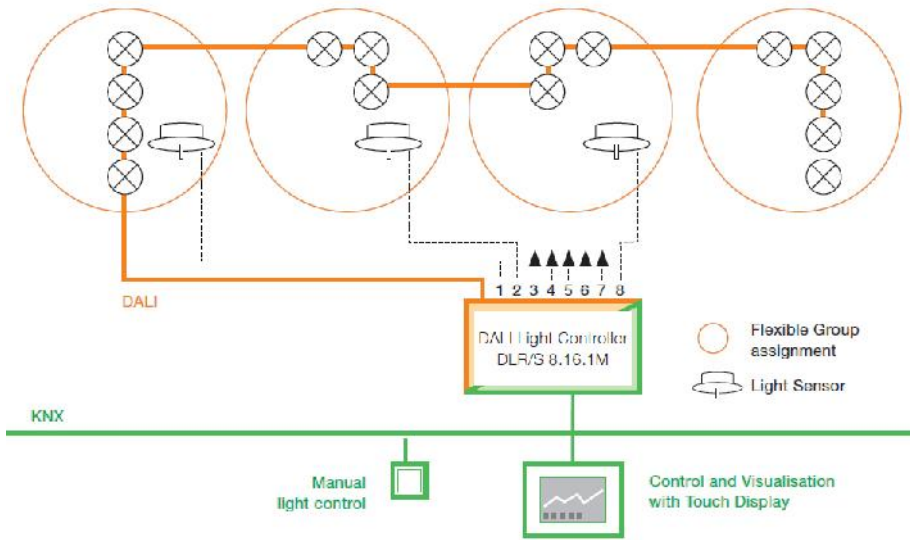 1 2 3 4 5 6 7 8
DALI
DALI Light Controller
DLR/S 8.16.1M
Flexible Group
assignment
Light Sensor
KNX
Manual
light control
Control and Visualisation
with Touch Display